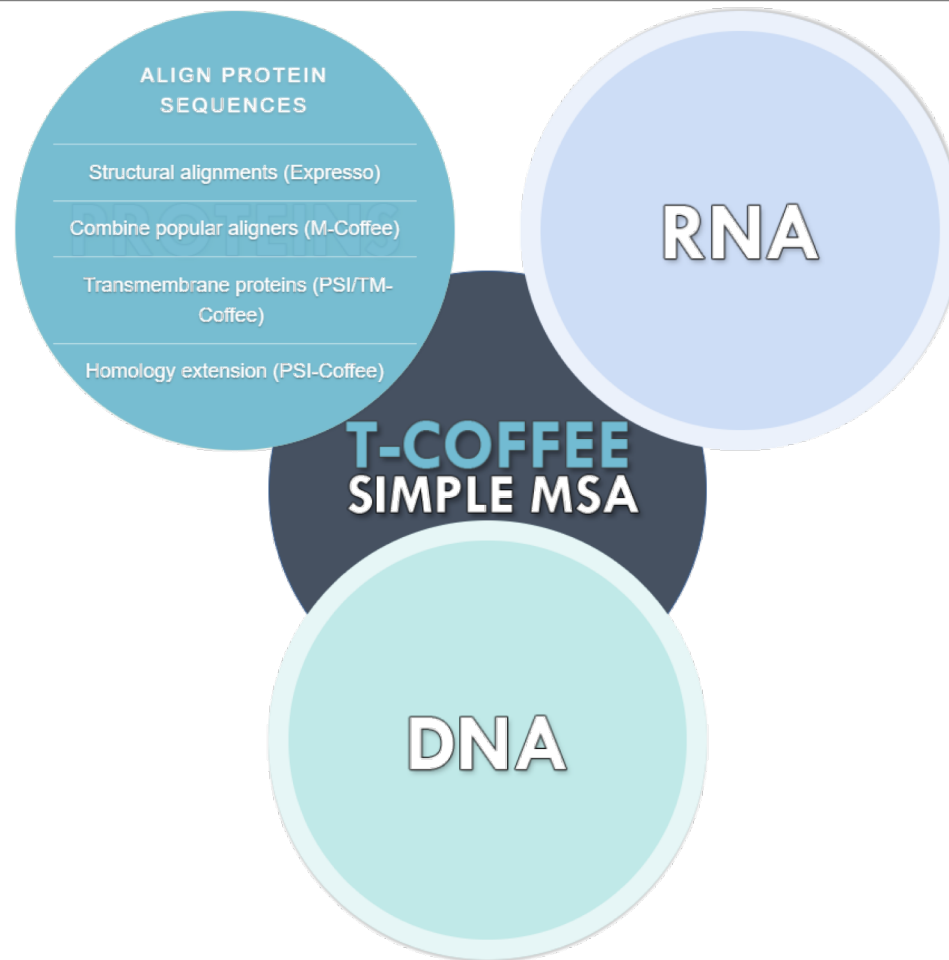 ALIGN PROTEIN
SEQUENCES
Structural alignments (Expresso)
PROTEINS
Combine popular aligners (M-Coffee)
Transmembrane proteins (PSI/TM-
Coffee)
Homology extension (PSI-Coffee)
RNA
T-COFFEE
SIMPLE MSA
DNA